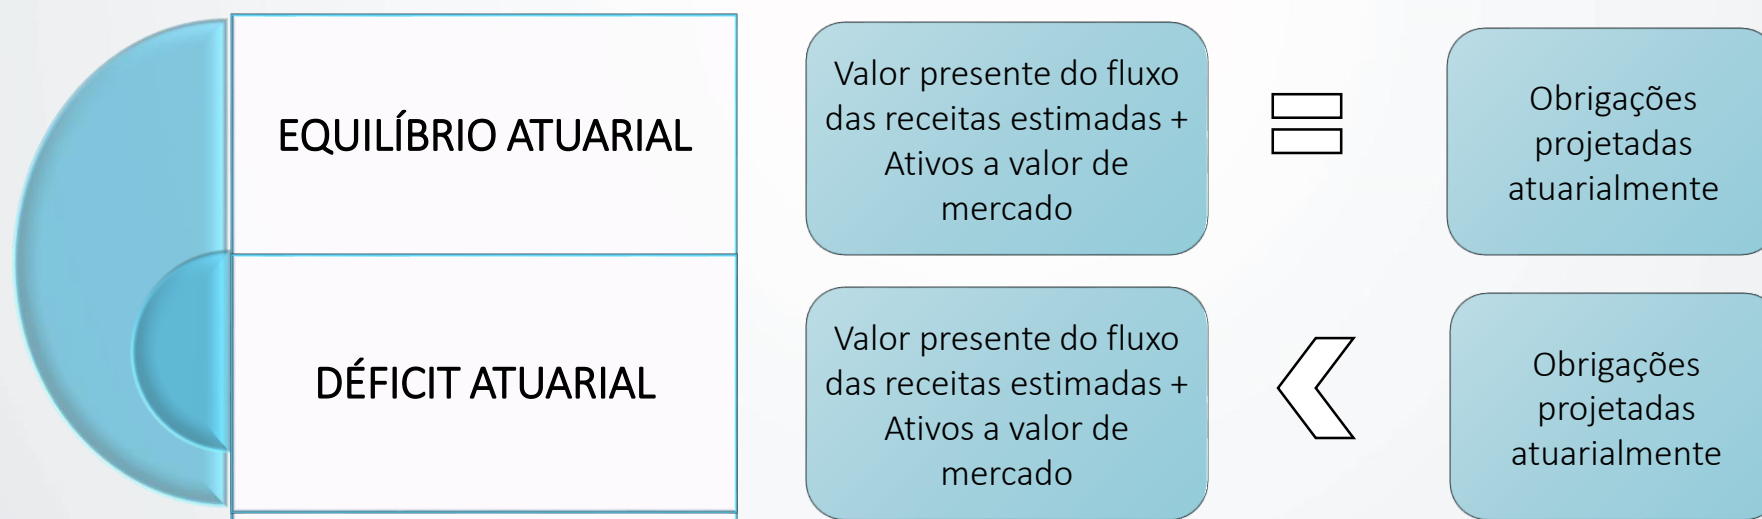 EQUILÍBRIO ATUARIAL
Valor presente do fluxo
das receitas estimadas +
Ativos a valor de
mercado
=
Obrigações
projetadas
atuarialmente
DÉFICIT ATUARIAL
Valor presente do fluxo
das receitas estimadas +
Ativos a valor de
mercado
<
Obrigações
projetadas
atuarialmente